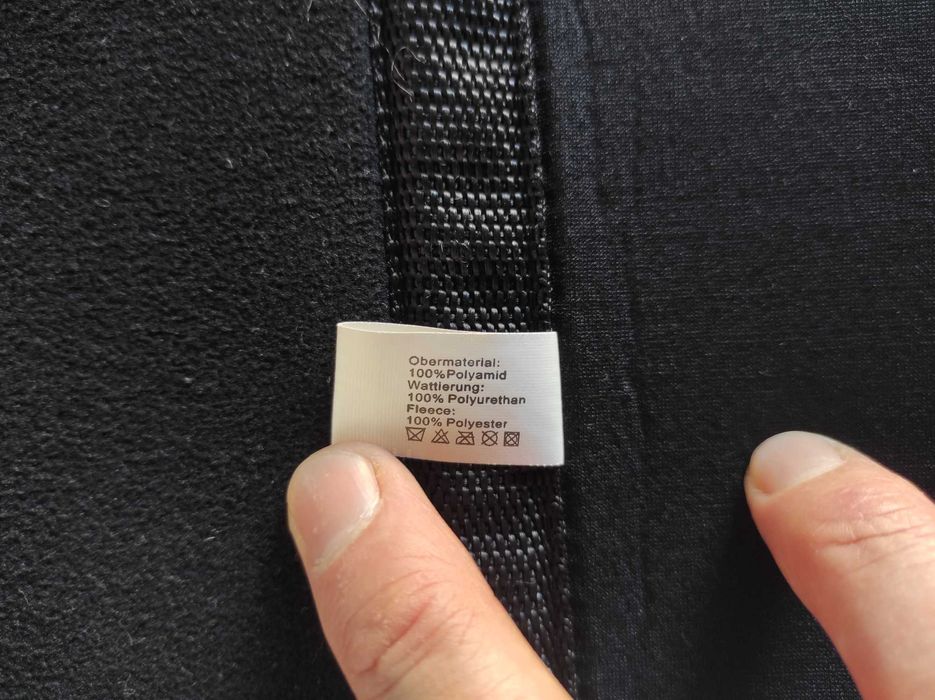 Obermaterial:
100%Polyamid
Wattierung:
100% Polyurethan
Fleece:
100% Polyester